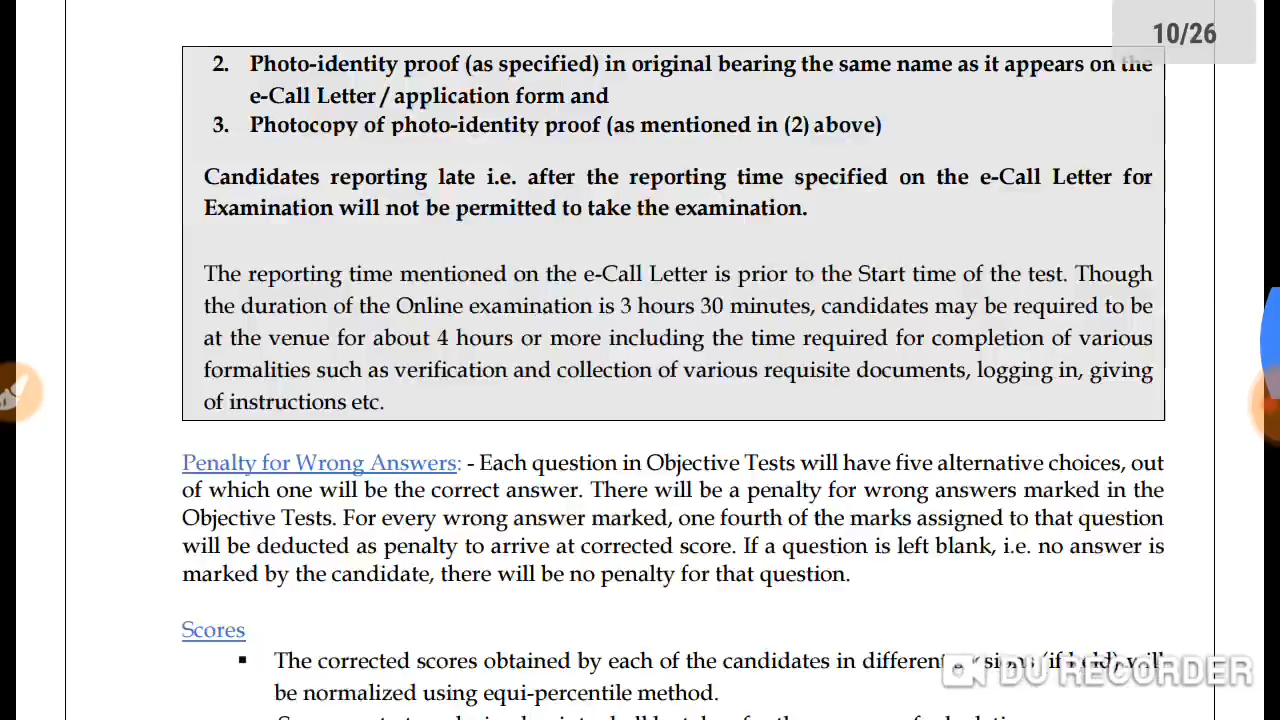 10/26
2. Photo-identity proof (as specified) in original bearing the same name as it appears on the
e-Call Letter / application form and
3. Photocopy of photo-identity proof (as mentioned in (2) above)
Candidates reporting late i.e. after the reporting time specified on the e-Call Letter for
Examination will not be permitted to take the examination.
The reporting time mentioned on the e-Call Letter is prior to the Start time of the test. Though
the duration of the Online examination is 3 hours 30 minutes, candidates may be required to be
at the venue for about 4 hours or more including the time required for completion of various
formalities such as verification and collection of various requisite documents, logging in, giving
of instructions etc.
Penalty for Wrong Answers: - Each question in Objective Tests will have five alternative choices, out
of which one will be the correct answer. There will be a penalty for wrong answers marked in the
Objective Tests. For every wrong answer marked, one fourth of the marks assigned to that question
will be deducted as penalty to arrive at corrected score. If a question is left blank, i.e. no answer is
marked by the candidate, there will be no penalty for that question.
Scores
▪ The corrected scores obtained by each of the candidates in different (if held) will
be normalized using equi-percentile method.
DU RECORDER